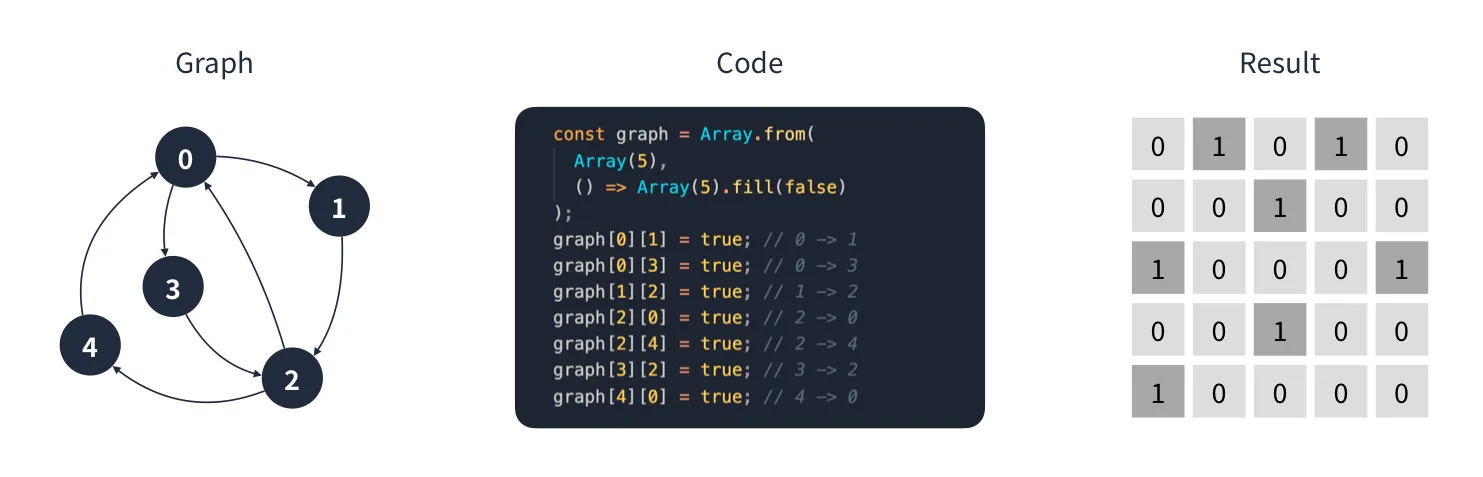 Graph
0
1
3
4
2
Code
const graph = Array.from(
Array(5),
() => Array(5).fill(false)
);
graph[0][1] = true; // 0 -> 1
graph[0][3] = true; // 0 -> 3
graph[1][2] = true; // 1 -> 2
graph[2][0] = true; // 2 -> 0
graph[2][4] = true; // 2 -> 4
graph[3][2] = true; // 3 -> 2
graph[4][0] = true; // 4 -> 0
Result
0 1 0 1 0
0 0 1 0 0
1 0 0 0 1
0 0 1 0 0
1 0 0 0 0